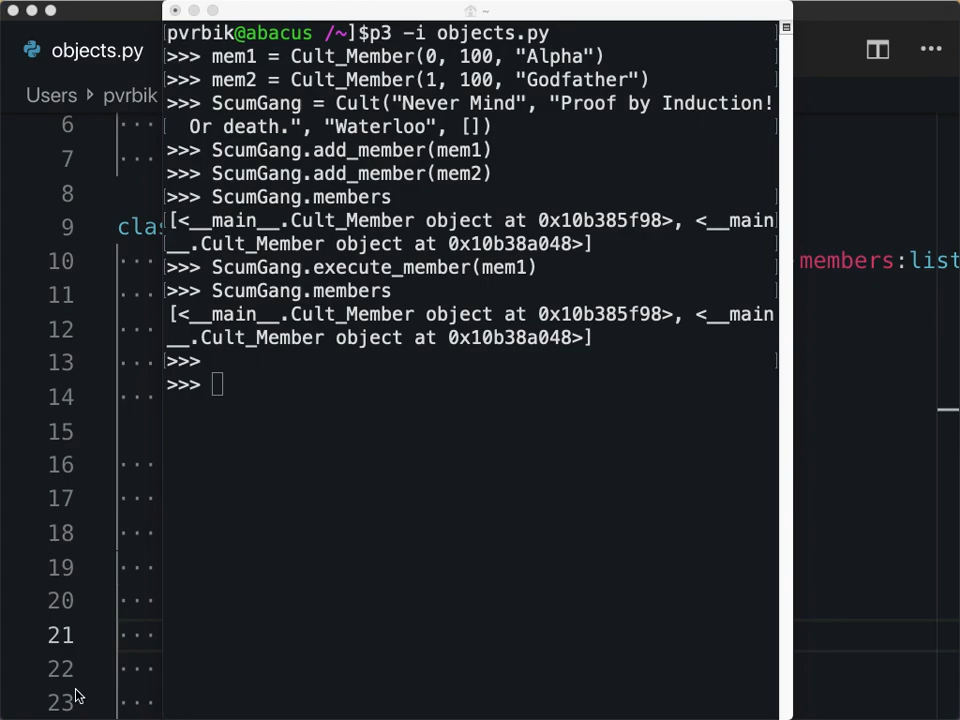 ~
objects.py
Users
pvrbik
pvrbik@abacus /~]$p3 -i objects.py
>>> mem1 = Cult_Member(0, 100, "Alpha")
>>> mem2 = Cult_Member(1, 100, "Godfather")
>>> ScumGang = Cult("Never Mind", "Proof by Induction!
Or death.", "Waterloo", [])
>>> ScumGang.add_member(mem1)
>>> ScumGang.add_member(mem2)
>>> ScumGang.members
[<__main__.Cult_Member object at 0x10b385f98>, <__main
__.Cult_Member object at 0x10b38a048>]
>>> ScumGang.execute_member(mem1)
>>> ScumGang.members
[<__main__.Cult_Member object at 0x10b385f98>, <__main
__.Cult_Member object at 0x10b38a048>]
>>>
>>>
6
7
8
9 clas
10 members:list
11
12
13
14
15
16
17
18
19
20
21
22
23